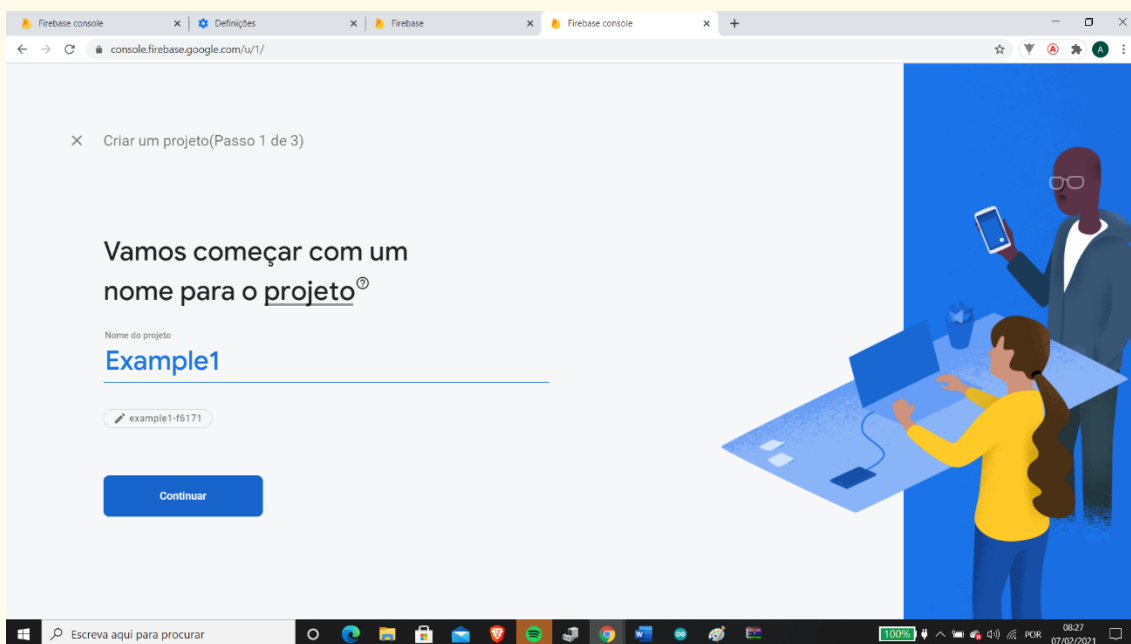 Firebase console
Definições
Firebase
Firebase console
console.firebase.google.com/u/1/
A
A
Criar um projeto(Passo 1 de 3)
Vamos começar com um
nome para o projeto
Nome do projeto
Example1
example1-f6171
Continuar
Escreva aqui para procurar
100%
POR
08:27
07/02/2021